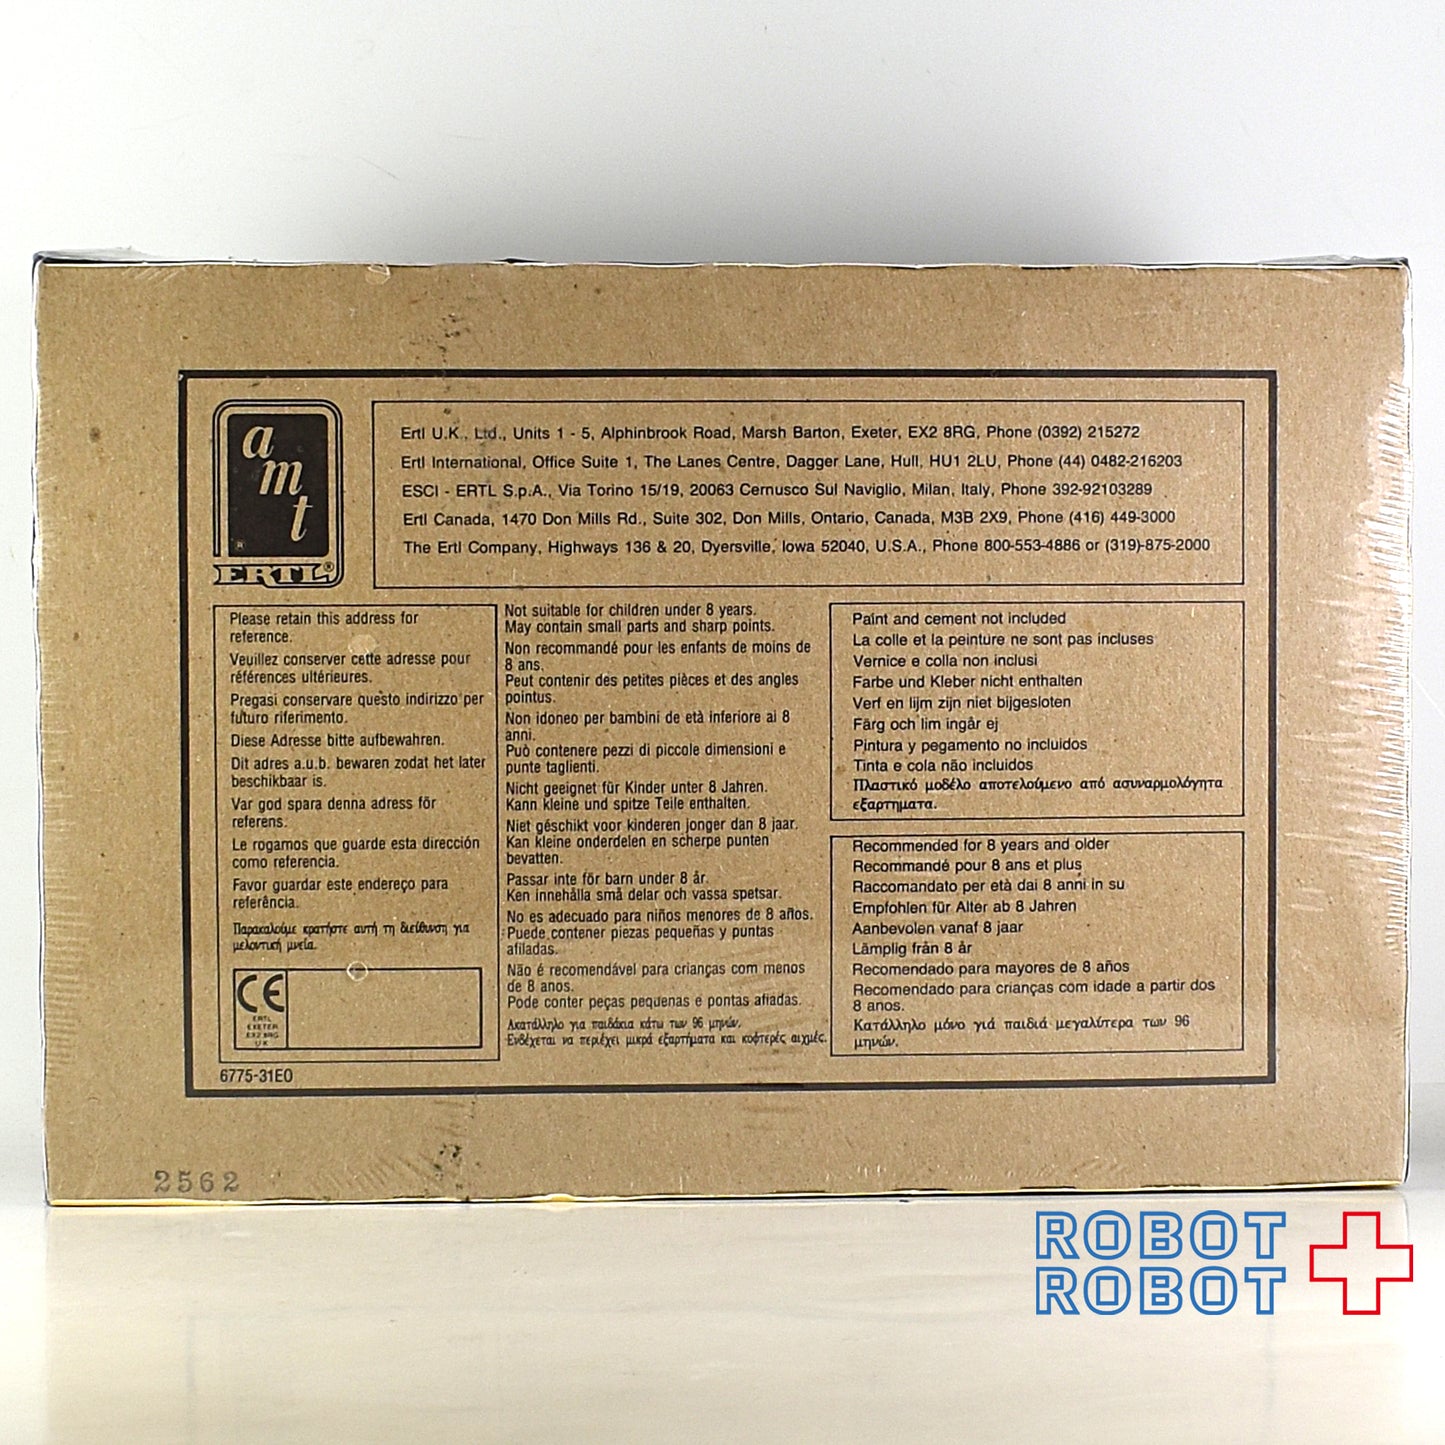 amt
ERTL®
Ertl U.K., Ltd., Units 1 - 5, Alphinbrook Road, Marsh Barton, Exeter, EX2 8RG, Phone (0392) 215272
Ertl International, Office Suite 1, The Lanes Centre, Dagger Lane, Hull, HU1 2LU, Phone (44) 0482-216203
ESCI - ERTL S.p.A., Via Torino 15/19, 20063 Cernusco Sul Naviglio, Milan, Italy, Phone 392-92103289
Ertl Canada, 1470 Don Mills Rd., Suite 302, Don Mills, Ontario, Canada, M3B 2X9, Phone (416) 449-3000
The Ertl Company, Highways 136 & 20, Dyersville, Iowa 52040, U.S.A., Phone 800-553-4886 or (319)-875-2000
Please retain this address for
reference.
Veuillez conserver cette adresse pour
références ultérieures.
Pregasi conservare questo indirizzo per
futuro riferimento.
Diese Adresse bitte aufbewahren.
Dit adres a.u.b. bewaren zodat het later
beschikbaar is.
Var god spara denna adress för
referens.
Le rogamos que guarde esta dirección
como referencia.
Favor guardar este endereço para
referência.
Παρακαλούμε κρατήστε αυτή τη διεύθυνση για
μελοντική μνεία.
CE
ERTL
EXETER
EX2 8RG
UK
6775-31EO
Not suitable for children under 8 years.
May contain small parts and sharp points.
Non recommandé pour les enfants de moins de
8 ans.
Peut contenir des petites pièces et des angles
pointus.
Non idoneo per bambini de età inferiore ai 8
anni.
Può contenere pezzi di piccole dimensioni e
punte taglienti.
Nicht geeignet für Kinder unter 8 Jahren.
Kann kleine und spitze Teile enthalten.
Niet géschikt voor kinderen jonger dan 8 jaar.
Kan kleine onderdelen en scherpe punten
bevatten.
Passar inte för barn under 8 år.
Ken innehålla små delar och vassa spetsar.
No es adecuado para niños menores de 8 años.
Puede contener piezas pequeñas y puntas
afiladas.
Não é recomendável para crianças com menos
de 8 anos.
Pode conter peças pequenas e pontas afiadas.
Ακατάλληλο για παιδάκια κάτω των 96 μηνών.
Ενδέχεται να περιέχει μικρά εξαρτήματα και κοφτερές αιχμές.
Paint and cement not included
La colle et la peinture ne sont pas incluses
Vernice e colla non inclusi
Farbe und Kleber nicht enthalten
Verf en lijm zijn niet bijgesloten
Färg och lim ingår ej
Pintura y pegamento no incluidos
Tinta e cola não incluidos
Πλαστικό μοδέλο αποτελούμενο από ασυναρμολόγητα
εξαρτηματα.
Recommended for 8 years and older
Recommandé pour 8 ans et plus
Raccomandato per età dai 8 anni in su
Empfohlen für Alter ab 8 Jahren
Aanbevolen vanaf 8 jaar
Lämplig från 8 år
Recomendado para mayores de 8 años
Recomendado para crianças com idade a partir dos
8 anos.
Κατάλληλο μόνο γιά παιδιά μεγαλύτερα των 96
μηνών.
2562
ROBOT
ROBOT